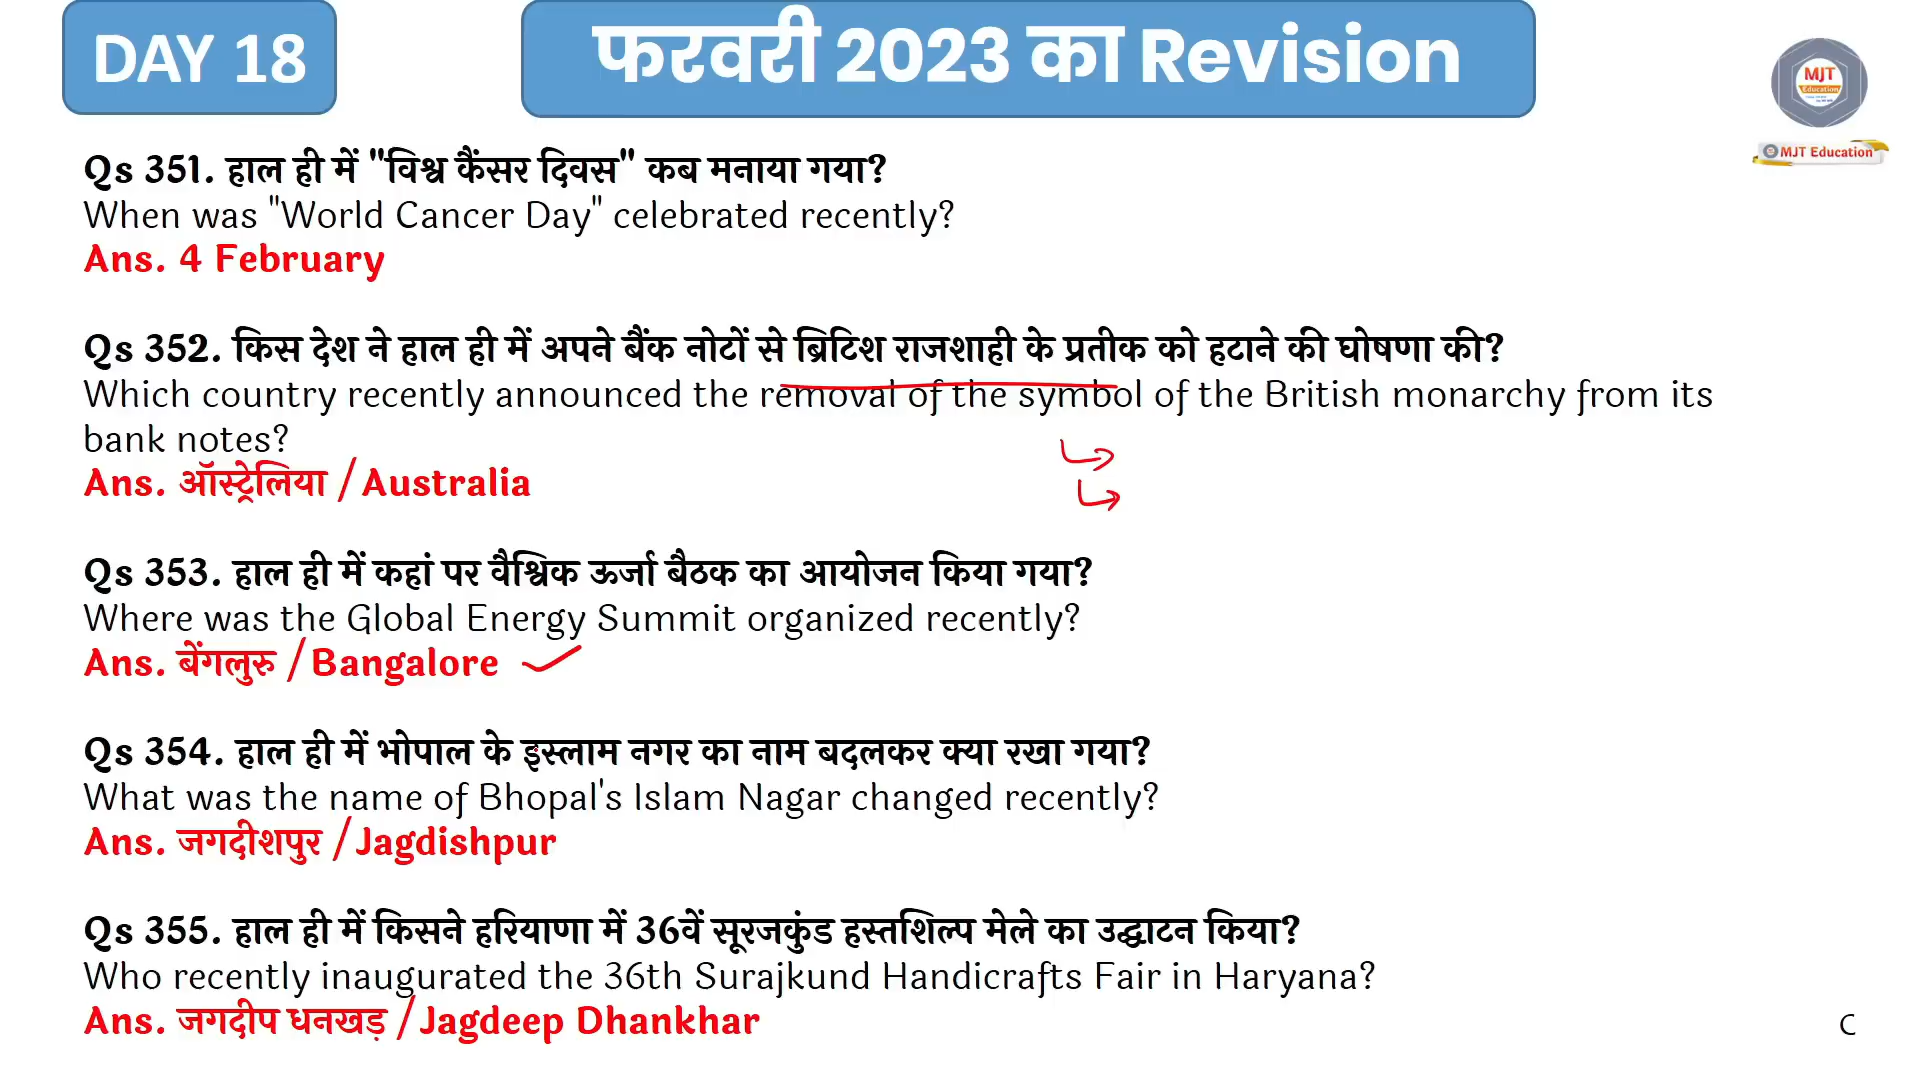 DAY 18
फरवरी 2023 का Revision
MJT
Education
MJT Education
Qs 351. हाल ही में "विश्व कैंसर दिवस" कब मनाया गया?
When was "World Cancer Day" celebrated recently?
Ans. 4 February
Qs 352. किस देश ने हाल ही में अपने बैंक नोटों से ब्रिटिश राजशाही के प्रतीक को हटाने की घोषणा की?
Which country recently announced the removal of the symbol of the British monarchy from its
bank notes?
Ans. ऑस्ट्रेलिया /Australia
Qs 353. हाल ही में कहां पर वैश्विक ऊर्जा बैठक का आयोजन किया गया?
Where was the Global Energy Summit organized recently?
Ans. बेंगलुरु /Bangalore
Qs 354. हाल ही में भोपाल के इस्लाम नगर का नाम बदलकर क्या रखा गया?
What was the name of Bhopal's Islam Nagar changed recently?
Ans. जगदीशपुर /Jagdishpur
Qs 355. हाल ही में किसने हरियाणा में 36वें सूरजकुंड हस्तशिल्प मेले का उद्घाटन किया?
Who recently inaugurated the 36th Surajkund Handicrafts Fair in Haryana?
Ans. जगदीप धनखड़ /Jagdeep Dhankhar
C